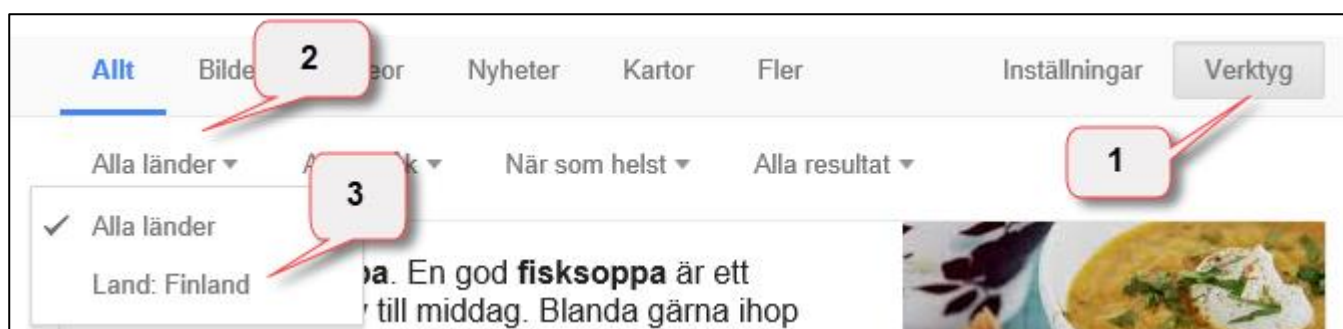 Allt Bilde 2 eor Nyheter Kartor Fler Inställningar Verktyg
Alla länder När som helst Alla resultat 1
3
Alla länder
Land: Finland
pa. En god fisksoppa är ett
till middag. Blanda gärna ihop